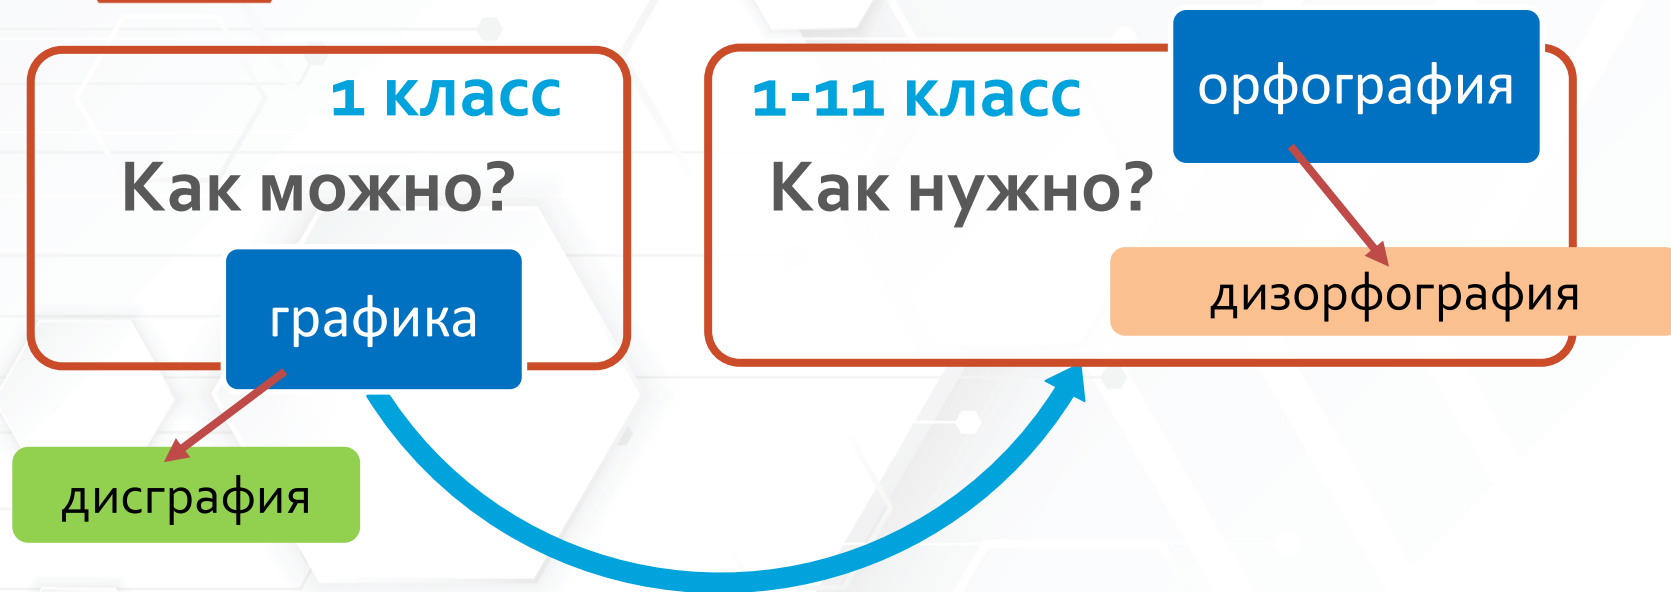 1 класс
Как можно?
графика
дисграфия
1-11 класс
Как нужно?
орфография
дизорфография